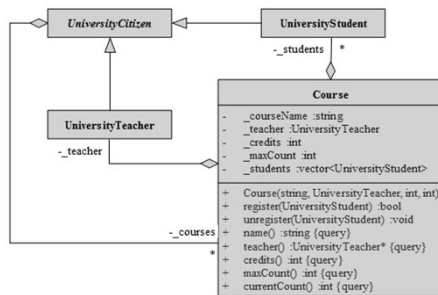 UniversityCitizen
UniversityStudent
-_students
*
Course
UniversityTeacher
-_teacher
- _courseName :string
- _teacher :UniversityTeacher
- _credits :int
- _maxCount :int
- _students :vector<UniversityStudent>
+ Course(string, UniversityTeacher, int, int)
+ register(UniversityStudent) :bool
+ unregister(UniversityStudent) :void
+ name() :string {query}
+ teacher() :UniversityTeacher* {query}
+ credits() :int {query}
+ maxCount() :int {query}
+ currentCount() :int {query}
-_courses
*